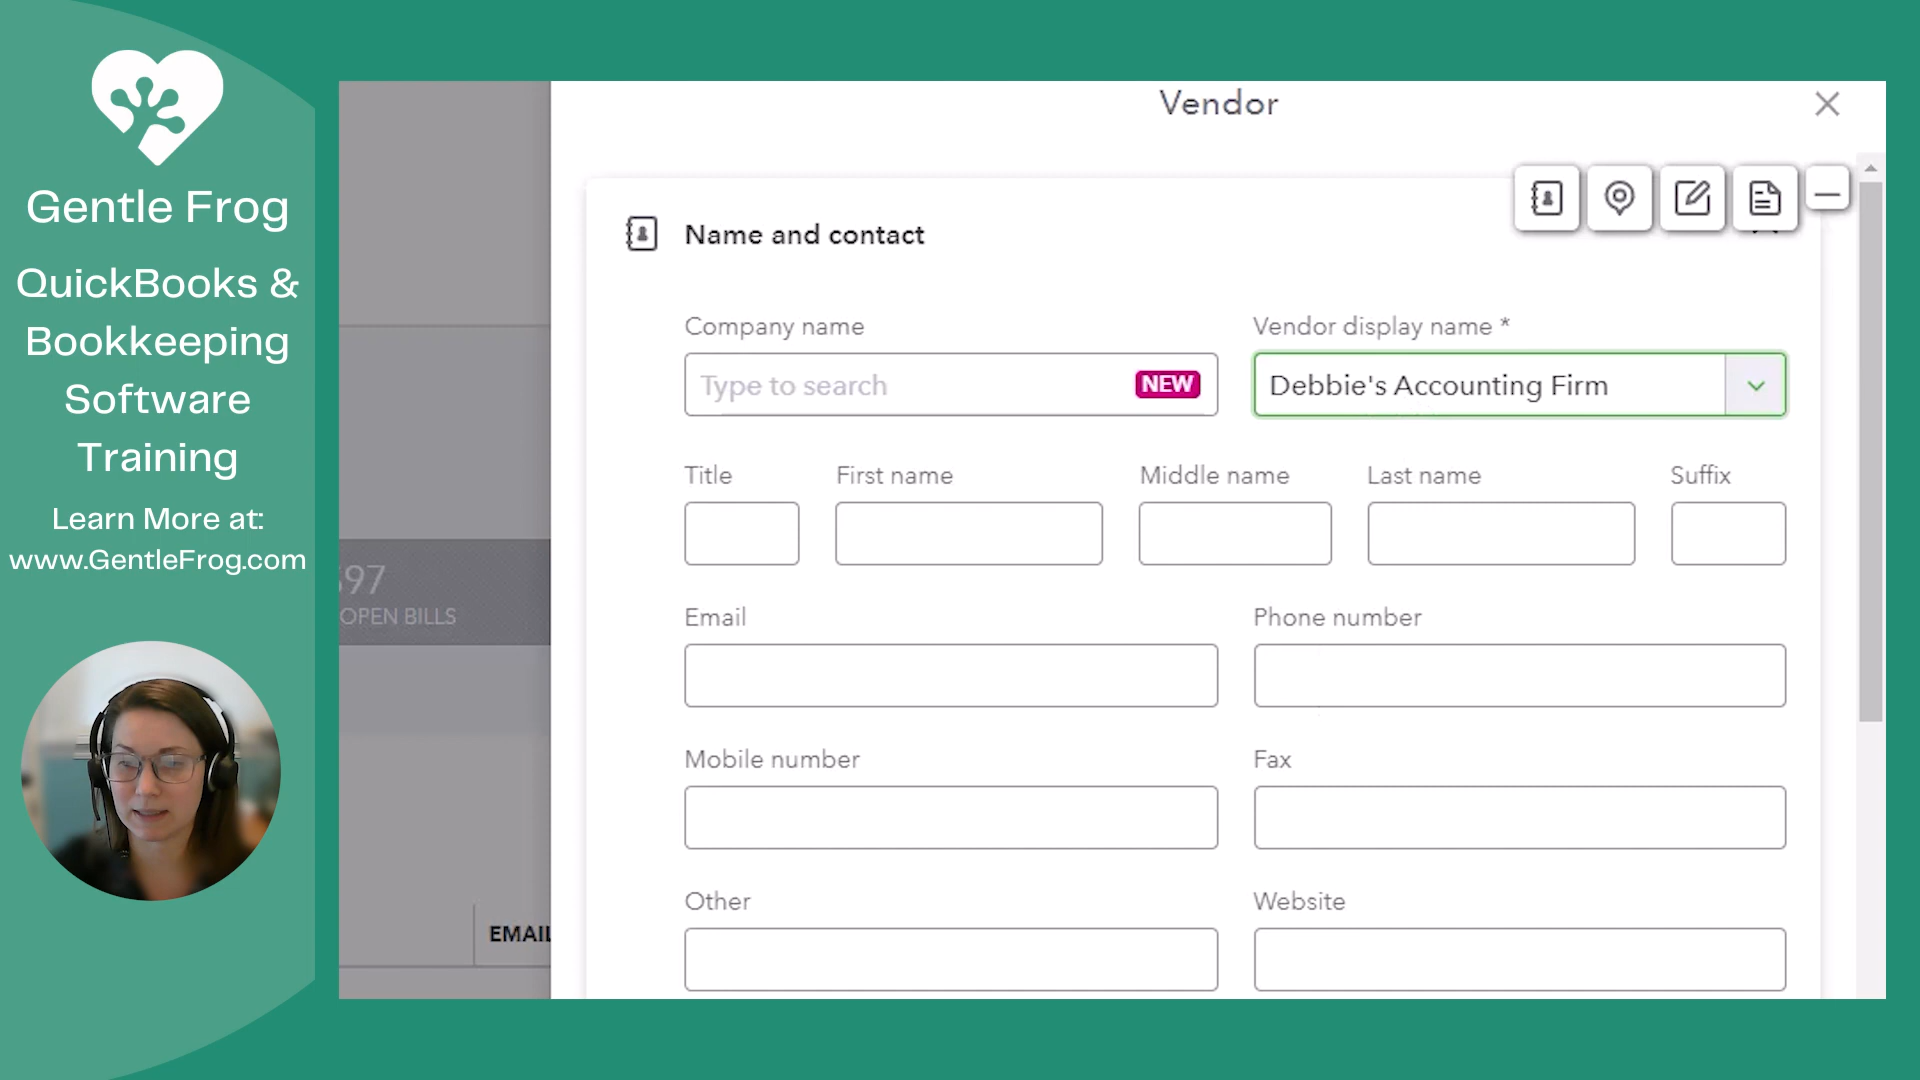 Gentle Frog
QuickBooks &
Bookkeeping
Software
Training
Learn More at:
www.GentleFrog.com
97
OPEN BILLS
EMAIL
Vendor
Name and contact
Company name
Vendor display name *
Type to search
NEW
Debbie's Accounting Firm
Title
First name
Middle name
Last name
Suffix
Email
Phone number
Mobile number
Fax
Other
Website